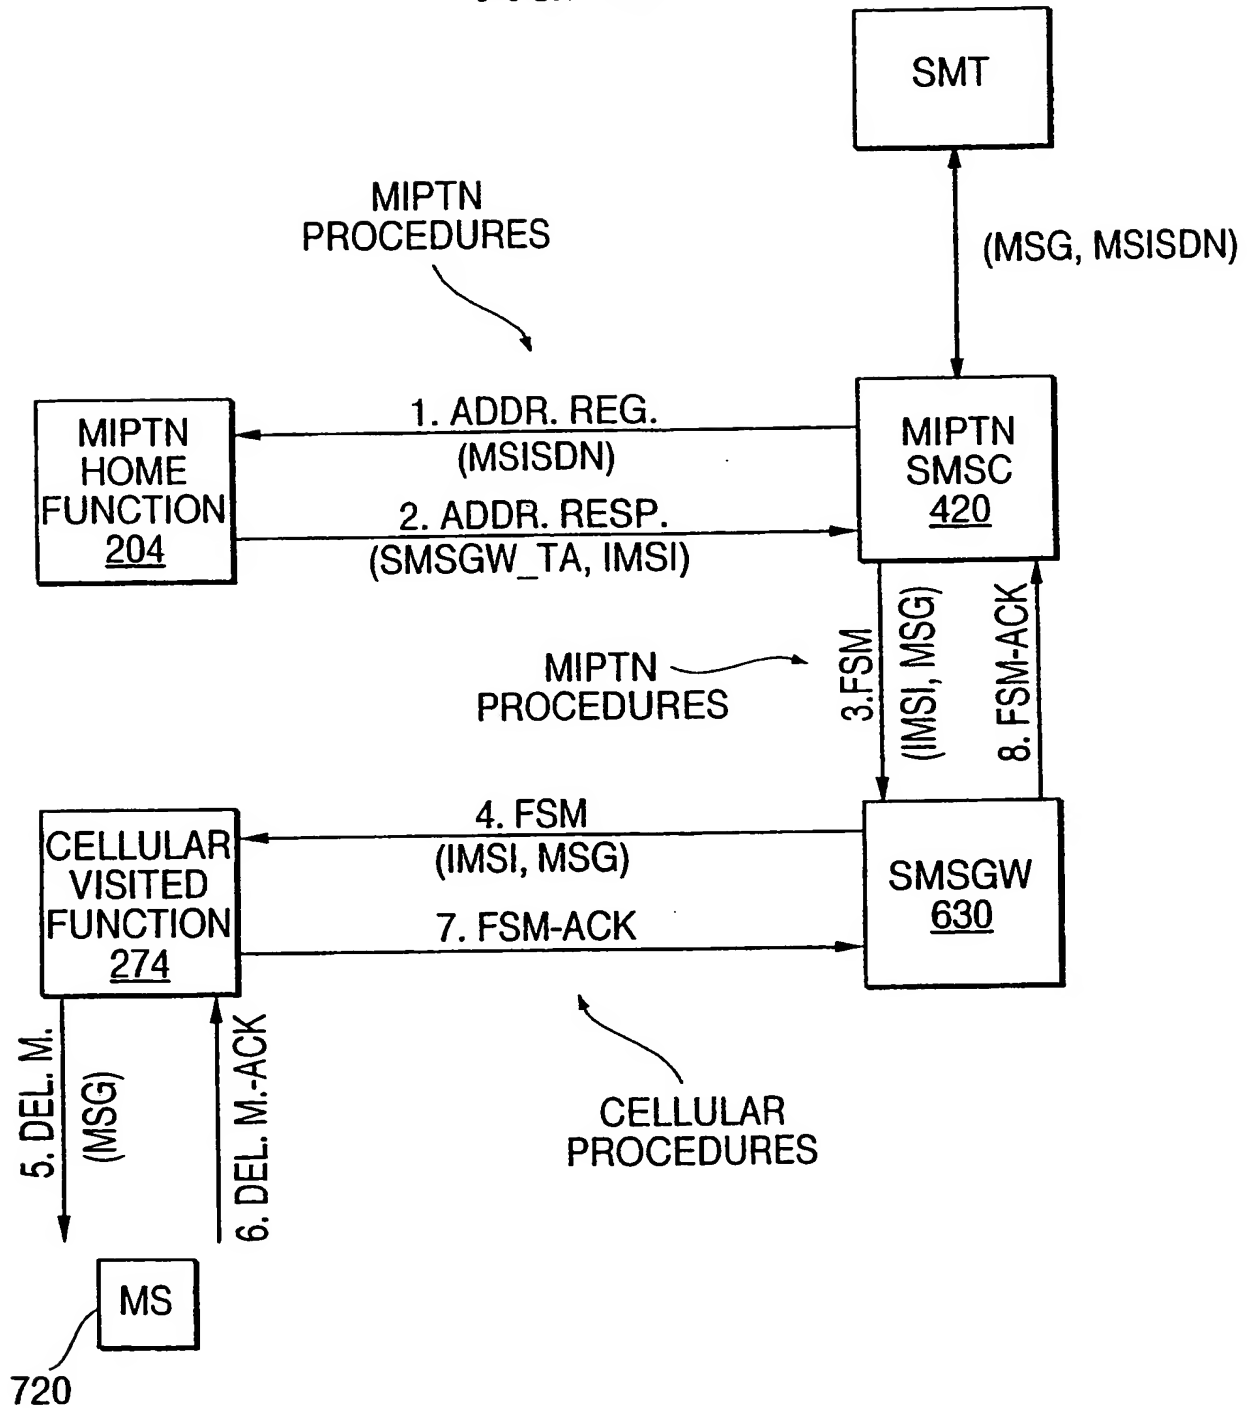 SMT
MIPTN
PROCEDURES
(MSG, MSISDN)
MIPTN
HOME
FUNCTION
204
1. ADDR. REG.
(MSISDN)
2. ADDR. RESP.
(SMSGW_TA, IMSI)
MIPTN
SMSC
420
MIPTN
PROCEDURES
3.FSM
(IMSI, MSG)
8. FSM-ACK
CELLULAR
VISITED
FUNCTION
274
4. FSM
(IMSI, MSG)
7. FSM-ACK
SMSGW
630
5. DEL. M.
(MSG)
6. DEL. M.-ACK
CELLULAR
PROCEDURES
MS
720